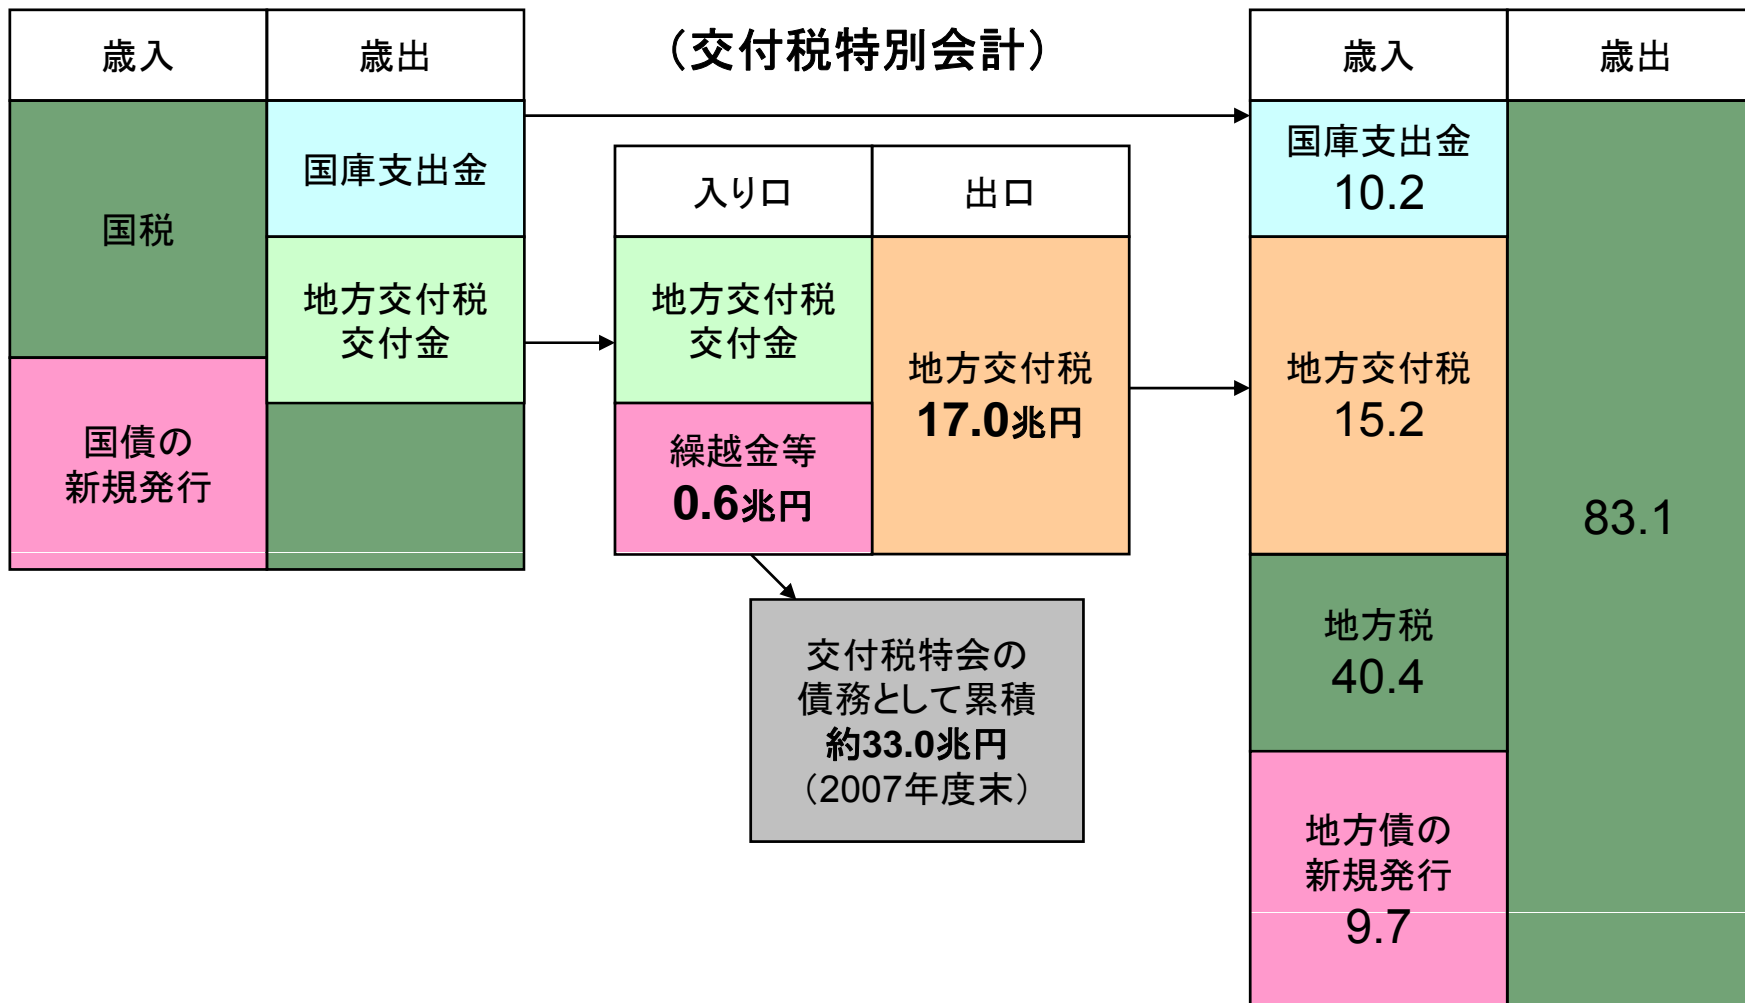 歳入
歳出
国税
国債の
新規発行
国庫支出金
地方交付税
交付金
（交付税特別会計）
入り口
出口
地方交付税
交付金
繰越金等
0.6兆円
地方交付税
17.0兆円
交付税特会の
債務として累積
約33.0兆円
（2007年度末）
歳入
歳出
国庫支出金
10.2
地方交付税
15.2
地方税
40.4
地方債の
新規発行
9.7
83.1